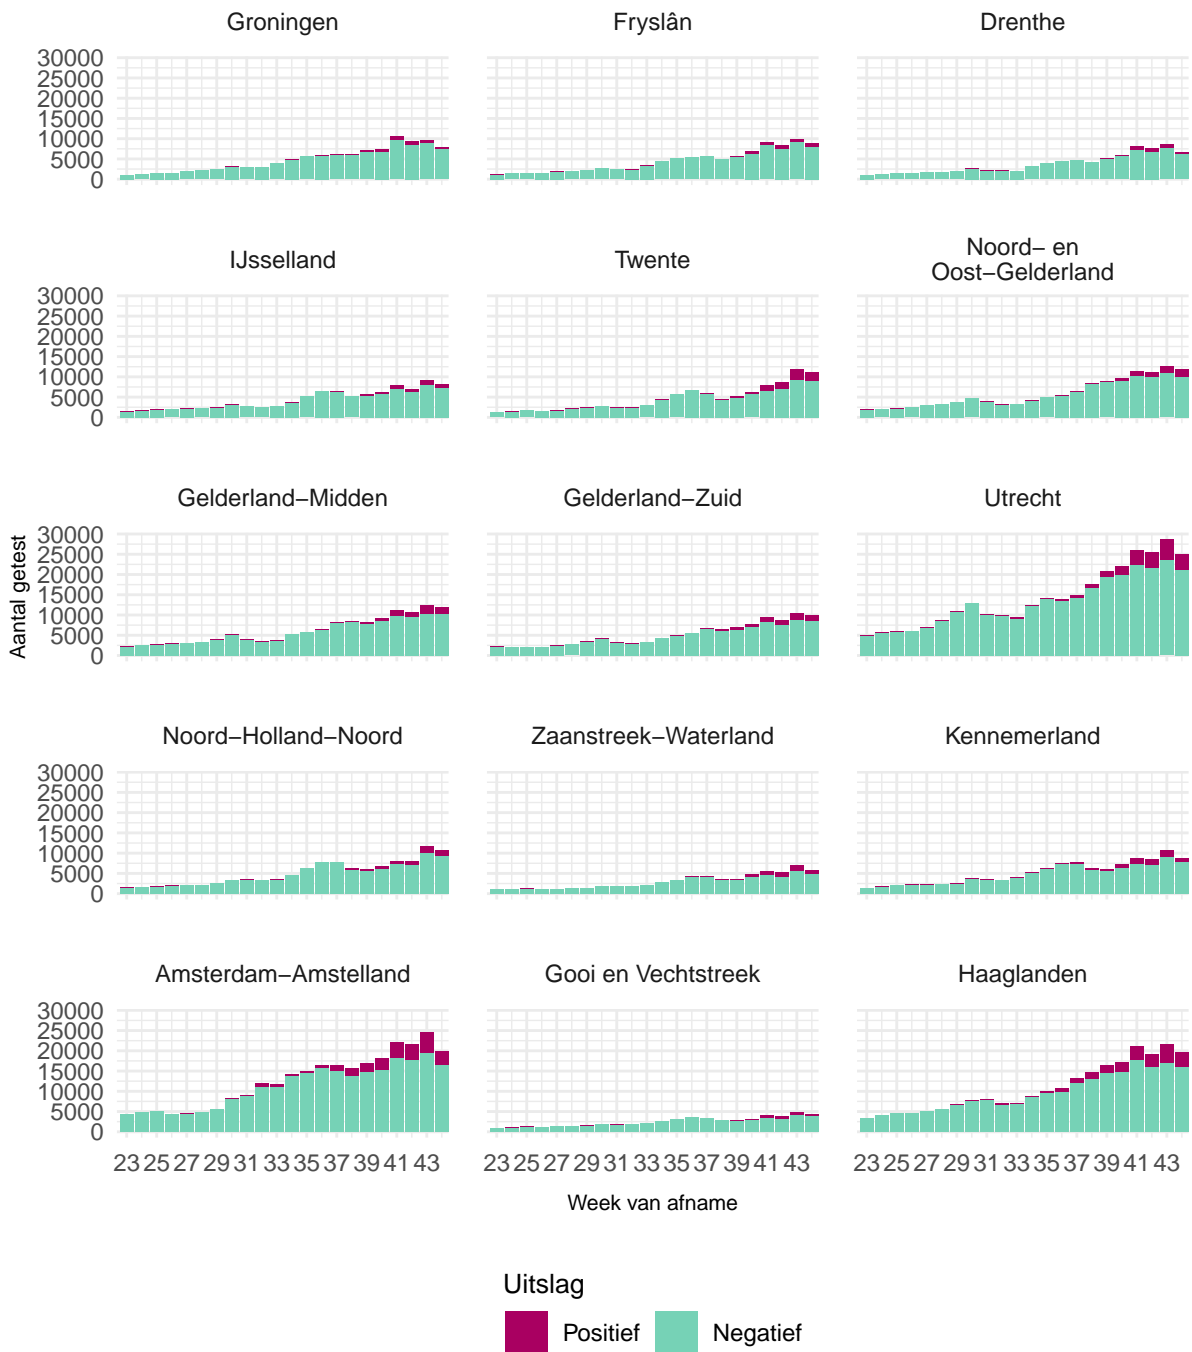 Groningen
Fryslân
Drenthe
30000
25000
20000
15000
10000
5000
0
IJsselland
Twente
Noord- en
Oost-Gelderland
30000
25000
20000
15000
10000
5000
0
Gelderland-Midden
Gelderland-Zuid
Utrecht
30000
25000
20000
15000
10000
5000
0
Aantal getest
Noord-Holland-Noord
Zaanstreek-Waterland
Kennemerland
30000
25000
20000
15000
10000
5000
0
Amsterdam-Amstelland
Gooi en Vechtstreek
Haaglanden
30000
25000
20000
15000
10000
5000
0
23 25 27 29 31 33 35 37 39 41 43
23 25 27 29 31 33 35 37 39 41 43
23 25 27 29 31 33 35 37 39 41 43
Week van afname
Uitslag
Positief
Negatief